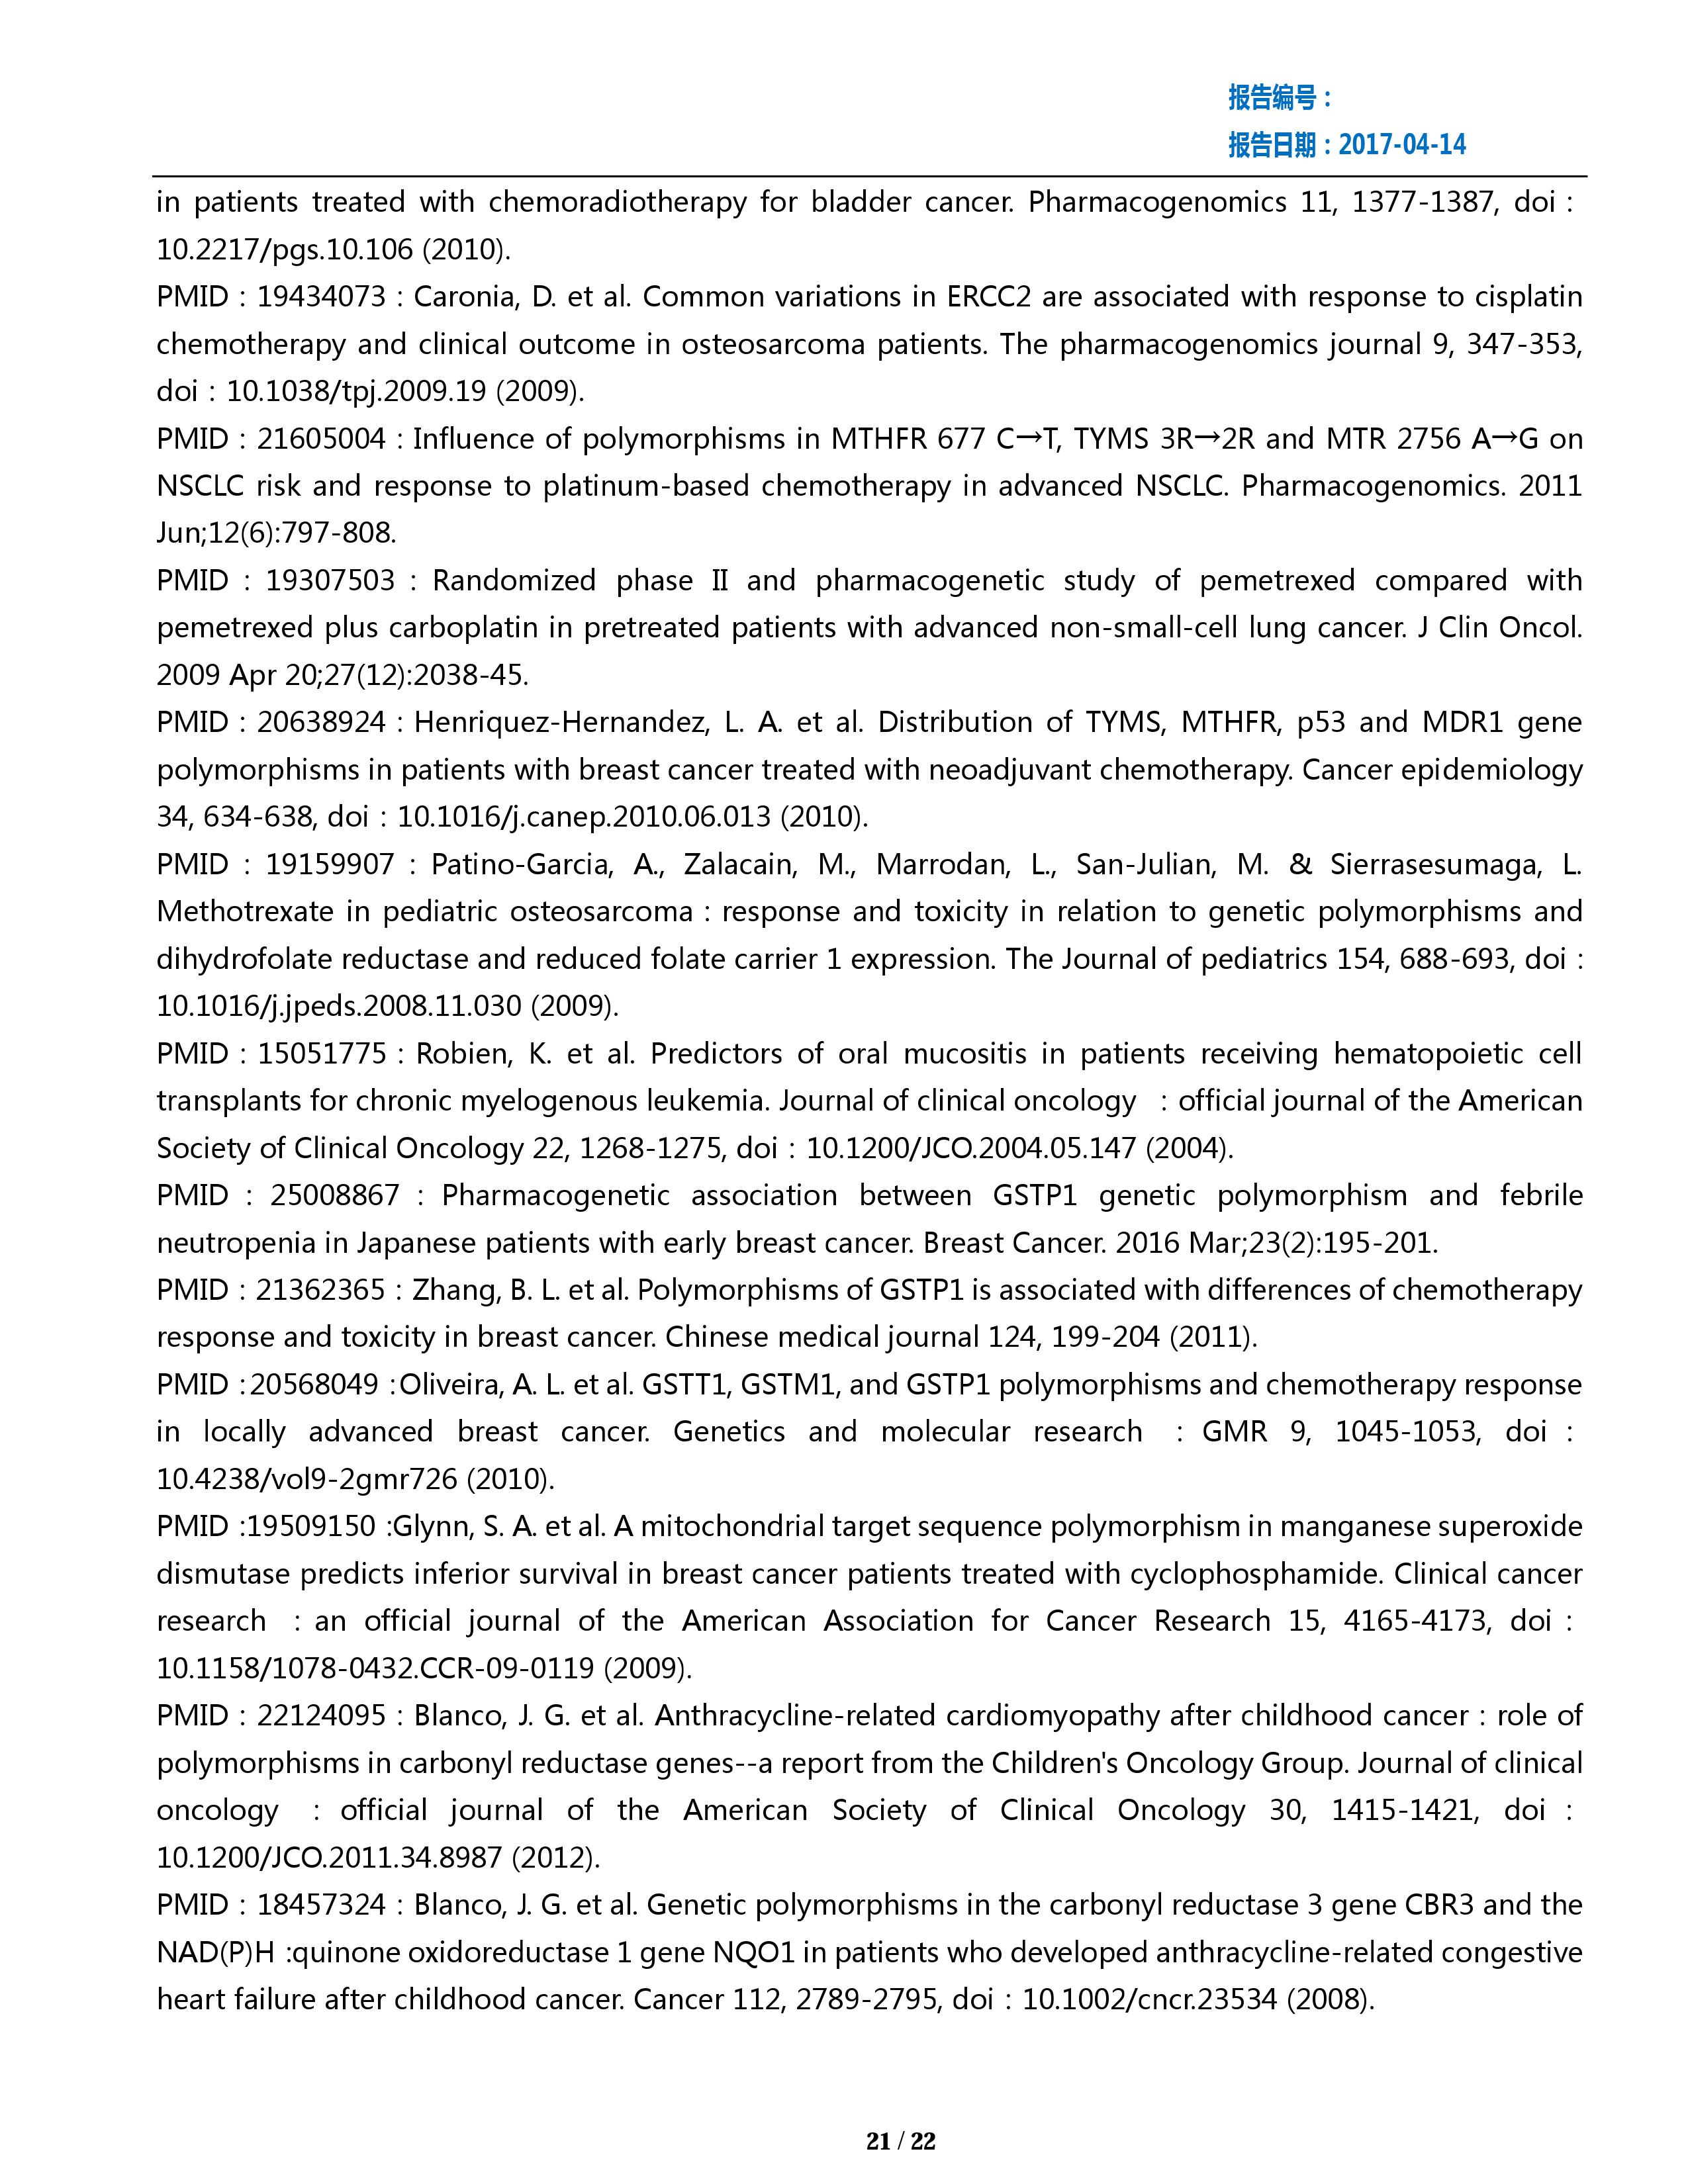 报告编号：
报告日期：2017-04-14
in patients treated with chemoradiotherapy for bladder cancer. Pharmacogenomics 11, 1377-1387, doi：
10.2217/pgs.10.106 (2010).
PMID：19434073：Caronia, D. et al. Common variations in ERCC2 are associated with response to cisplatin
chemotherapy and clinical outcome in osteosarcoma patients. The pharmacogenomics journal 9, 347-353,
doi：10.1038/tpj.2009.19 (2009).
PMID：21605004：Influence of polymorphisms in MTHFR 677 C→T, TYMS 3R→2R and MTR 2756 A→G on
NSCLC risk and response to platinum-based chemotherapy in advanced NSCLC. Pharmacogenomics. 2011
Jun;12(6):797-808.
PMID：19307503：Randomized phase II and pharmacogenetic study of pemetrexed compared with
pemetrexed plus carboplatin in pretreated patients with advanced non-small-cell lung cancer. J Clin Oncol.
2009 Apr 20;27(12):2038-45.
PMID：20638924：Henriquez-Hernandez, L. A. et al. Distribution of TYMS, MTHFR, p53 and MDR1 gene
polymorphisms in patients with breast cancer treated with neoadjuvant chemotherapy. Cancer epidemiology
34, 634-638, doi：10.1016/j.canep.2010.06.013 (2010).
PMID：19159907：Patino-Garcia, A., Zalacain, M., Marrodan, L., San-Julian, M. & Sierrasesumaga, L.
Methotrexate in pediatric osteosarcoma：response and toxicity in relation to genetic polymorphisms and
dihydrofolate reductase and reduced folate carrier 1 expression. The Journal of pediatrics 154, 688-693, doi：
10.1016/j.jpeds.2008.11.030 (2009).
PMID：15051775：Robien, K. et al. Predictors of oral mucositis in patients receiving hematopoietic cell
transplants for chronic myelogenous leukemia. Journal of clinical oncology ：official journal of the American
Society of Clinical Oncology 22, 1268-1275, doi：10.1200/JCO.2004.05.147 (2004).
PMID：25008867：Pharmacogenetic association between GSTP1 genetic polymorphism and febrile
neutropenia in Japanese patients with early breast cancer. Breast Cancer. 2016 Mar;23(2):195-201.
PMID：21362365：Zhang, B. L. et al. Polymorphisms of GSTP1 is associated with differences of chemotherapy
response and toxicity in breast cancer. Chinese medical journal 124, 199-204 (2011).
PMID：20568049：Oliveira, A. L. et al. GSTT1, GSTM1, and GSTP1 polymorphisms and chemotherapy response
in locally advanced breast cancer. Genetics and molecular research ：GMR 9, 1045-1053, doi：
10.4238/vol9-2gmr726 (2010).
PMID：19509150：Glynn, S. A. et al. A mitochondrial target sequence polymorphism in manganese superoxide
dismutase predicts inferior survival in breast cancer patients treated with cyclophosphamide. Clinical cancer
research ：an official journal of the American Association for Cancer Research 15, 4165-4173, doi：
10.1158/1078-0432.CCR-09-0119 (2009).
PMID：22124095：Blanco, J. G. et al. Anthracycline-related cardiomyopathy after childhood cancer：role of
polymorphisms in carbonyl reductase genes--a report from the Children's Oncology Group. Journal of clinical
oncology ：official journal of the American Society of Clinical Oncology 30, 1415-1421, doi：
10.1200/JCO.2011.34.8987 (2012).
PMID：18457324：Blanco, J. G. et al. Genetic polymorphisms in the carbonyl reductase 3 gene CBR3 and the
NAD(P)H：quinone oxidoreductase 1 gene NQO1 in patients who developed anthracycline-related congestive
heart failure after childhood cancer. Cancer 112, 2789-2795, doi：10.1002/cncr.23534 (2008).
21 / 22